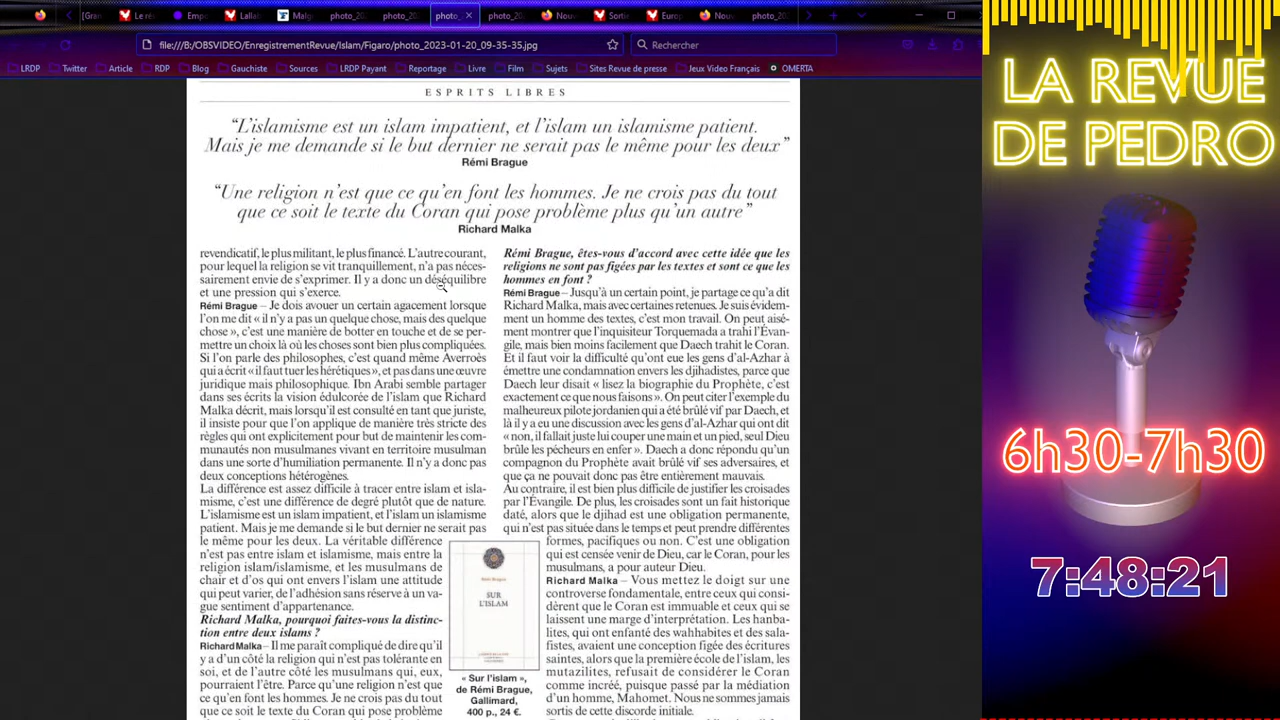 [Gran
Le ré
Empo
Lallab
Malg
photo_20
photo_20
photo_2
photo_20
Nouv
Sortie
Europ
Nouv
photo_20
file:///B:/OBSVIDEO/EnregistrementRevue/Islam/Figaro/photo_2023-01-20_09-35-35.jpg
Rechercher
LRDP
Twitter
Article
RDP
Blog
Gauchiste
Sources
LRDP Payant
Reportage
Livre
Film
Sujets
Sites Revue de presse
Jeux Video Français
OMERTA
ESPRITS LIBRES
“L’islamisme est un islam impatient, et l’islam un islamisme patient.
Mais je me demande si le but dernier ne serait pas le même pour les deux”
Rémi Brague
“Une religion n’est que ce qu’en font les hommes. Je ne crois pas du tout
que ce soit le texte du Coran qui pose problème plus qu’un autre”
Richard Malka
revendicatif, le plus militant, le plus financé. L’autre courant,
pour lequel la religion se vit tranquillement, n’a pas néces-
sairement envie de s’exprimer. Il y a donc un déséquilibre
et une pression qui s’exerce.
Rémi Brague – Je dois avouer un certain agacement lorsque
l’on me dit « il n’y a pas un quelque chose, mais des quelque
chose », c’est une manière de botter en touche et de se per-
mettre un choix là où les choses sont bien plus compliquées.
Si l’on parle des philosophes, c’est quand même Averroès
qui a écrit « il faut tuer les hérétiques », et pas dans une œuvre
juridique mais philosophique. Ibn Arabi semble partager
dans ses écrits la vision édulcorée de l’islam que Richard
Malka décrit, mais lorsqu’il est consulté en tant que juriste,
il insiste pour que l’on applique de manière très stricte des
règles qui ont explicitement pour but de maintenir les com-
munautés non musulmanes vivant en territoire musulman
dans une sorte d’humiliation permanente. Il n’y a donc pas
deux conceptions hétérogènes.
La différence est assez difficile à tracer entre islam et isla-
misme, c’est une différence de degré plutôt que de nature.
L’islamisme est un islam impatient, et l’islam un islamisme
patient. Mais je me demande si le but dernier ne serait pas
le même pour les deux. La véritable différence
n’est pas entre islam et islamisme, mais entre la
religion islam/islamisme, et les musulmans de
chair et d’os qui ont envers l’islam une attitude
qui peut varier, de l’adhésion sans réserve à un va-
gue sentiment d’appartenance.
Richard Malka, pourquoi faites-vous la distinc-
tion entre deux islams ?
Richard Malka – Il me paraît compliqué de dire qu’il
y a d’un côté la religion qui n’est pas tolérante en
soi, et de l’autre côté les musulmans qui, eux,
pourraient l’être. Parce qu’une religion n’est que
ce qu’en font les hommes. Je ne crois pas du tout
que ce soit le texte du Coran qui pose problème
Rémi Brague
SUR
L’ISLAM
« Sur l’islam »,
de Rémi Brague,
Gallimard,
400 p., 24 €.
Rémi Brague, êtes-vous d’accord avec cette idée que les
religions ne sont pas figées par les textes et sont ce que les
hommes en font ?
Rémi Brague – Jusqu’à un certain point, je partage ce qu’a dit
Richard Malka, mais avec certaines retenues. Je suis évidem-
ment un homme des textes, c’est mon travail. On peut aisé-
ment montrer que l’inquisiteur Torquemada a trahi l’Évan-
gile, mais bien moins facilement que Daech trahit le Coran.
Et il faut voir la difficulté qu’ont eue les gens d’al-Azhar à
émettre une condamnation envers les djihadistes, parce que
Daech leur disait « lisez la biographie du Prophète, c’est
exactement ce que nous faisons ». On peut citer l’exemple du
malheureux pilote jordanien qui a été brûlé vif par Daech, et
là il y a eu une discussion avec les gens d’al-Azhar qui ont dit
« non, il fallait juste lui couper une main et un pied, seul Dieu
brûle les pécheurs en enfer ». Daech a donc répondu qu’un
compagnon du Prophète avait brûlé vif ses adversaires, et
que ça ne pouvait donc pas être entièrement mauvais.
Au contraire, il est bien plus difficile de justifier les croisades
par l’Évangile. De plus, les croisades sont un fait historique
daté, alors que le djihad est une obligation permanente,
qui n’est pas située dans le temps et peut prendre différentes
formes, pacifiques ou non. C’est une obligation
qui est censée venir de Dieu, car le Coran, pour les
musulmans, a pour auteur Dieu.
Richard Malka – Vous mettez le doigt sur une
controverse fondamentale, entre ceux qui consi-
dèrent que le Coran est immuable et ceux qui se
laissent une marge d’interprétation. Les hanba-
lites, qui ont enfanté des wahhabites et des sala-
fistes, avaient une conception figée des écritures
saintes, alors que la première école de l’islam, les
mutazilites, refusait de considérer le Coran
comme incréé, puisque passé par la médiation
d’un homme, Mahomet. Nous ne sommes jamais
sortis de cette discorde initiale.
LA REVUE
DE PEDRO
6h30-7h30
7:48:21